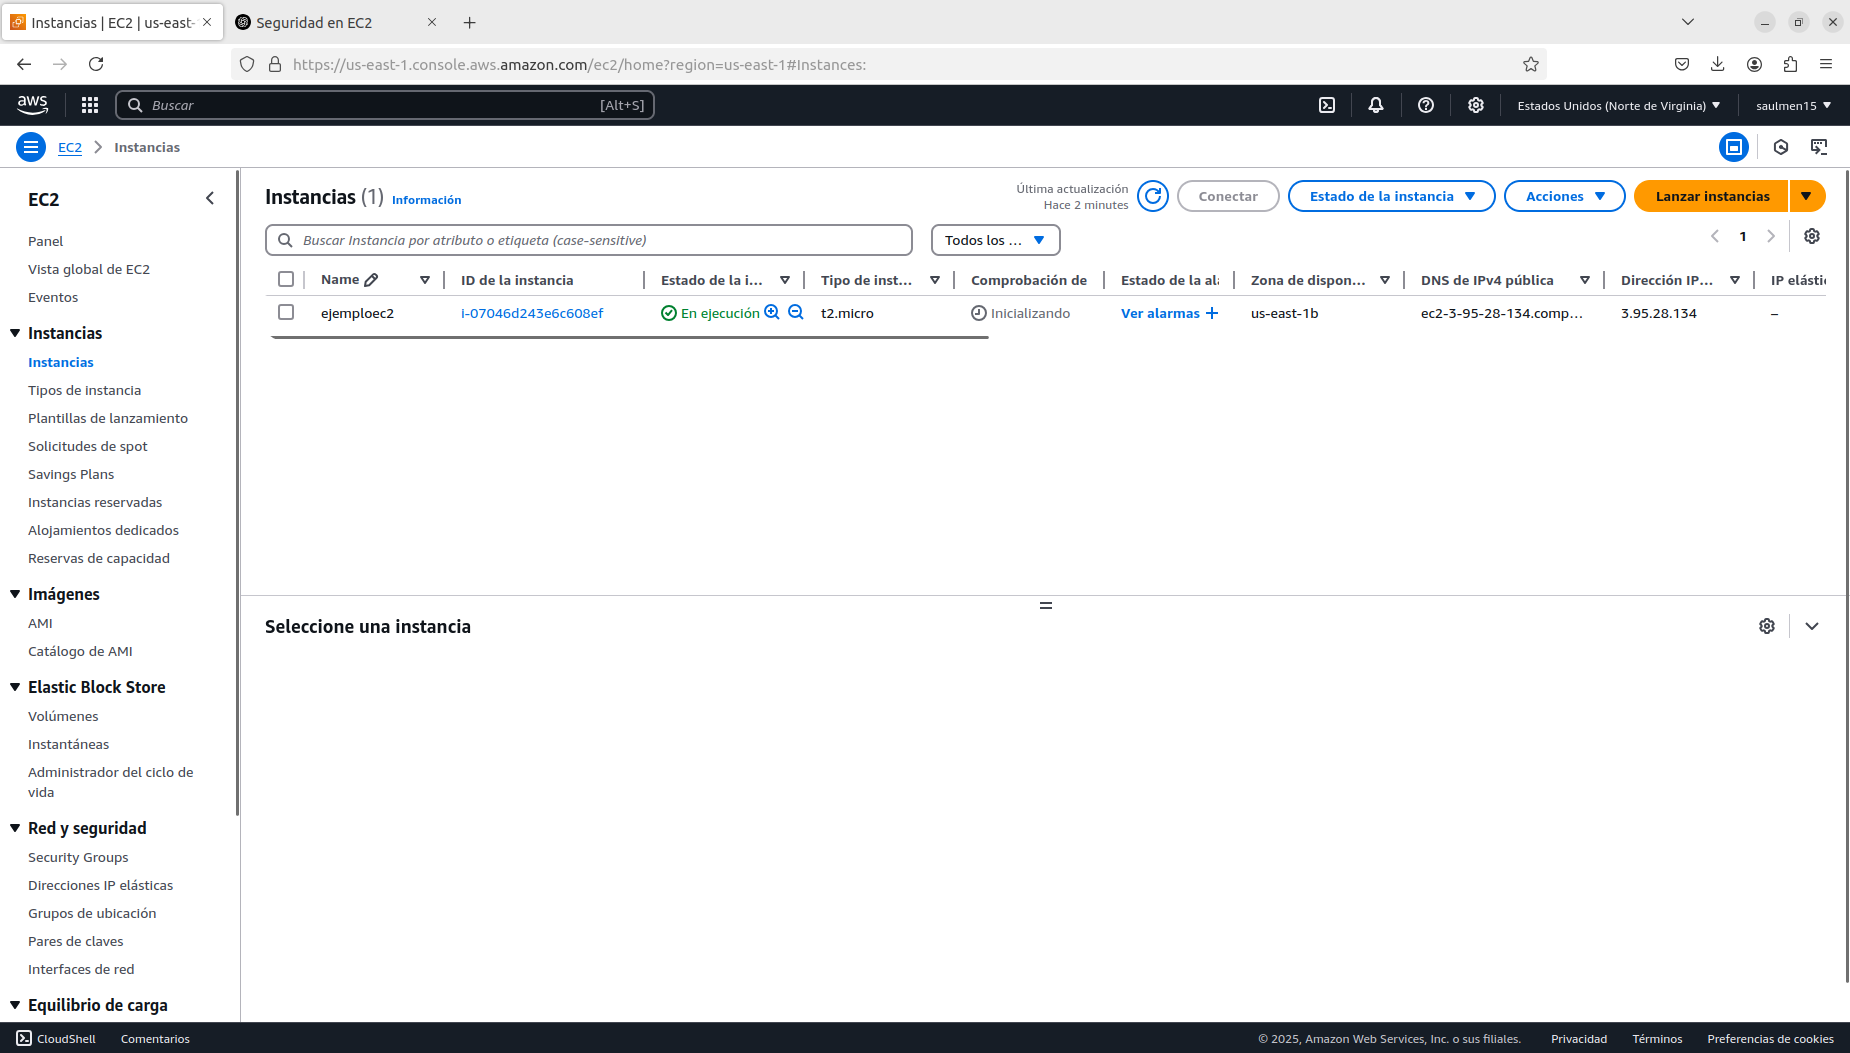 Instancias | EC2 | us-east-
Seguridad en EC2
https://us-east-1.console.aws.amazon.com/ec2/home?region=us-east-1#Instances:
aws
Buscar
[Alt+S]
Estados Unidos (Norte de Virginia)
saulmen15
EC2
Instancias
EC2
Panel
Vista global de EC2
Eventos
Instancias
Instancias
Tipos de instancia
Plantillas de lanzamiento
Solicitudes de spot
Savings Plans
Instancias reservadas
Alojamientos dedicados
Reservas de capacidad
Imágenes
AMI
Catálogo de AMI
Elastic Block Store
Volúmenes
Instantáneas
Administrador del ciclo de
vida
Red y seguridad
Security Groups
Direcciones IP elásticas
Grupos de ubicación
Pares de claves
Interfaces de red
Equilibrio de carga
Instancias (1) Información
Última actualización
Hace 2 minutes
Conectar
Estado de la instancia
Acciones
Lanzar instancias
Buscar Instancia por atributo o etiqueta (case-sensitive)
Todos los ...
1
Name
ID de la instancia
Estado de la i...
Tipo de inst...
Comprobación de
Estado de la al
Zona de dispon...
DNS de IPv4 pública
Dirección IP...
IP elásti
ejemploec2
i-07046d243e6c608ef
En ejecución
t2.micro
Inicializando
Ver alarmas +
us-east-1b
ec2-3-95-28-134.comp...
3.95.28.134
–
Seleccione una instancia
CloudShell
Comentarios
© 2025, Amazon Web Services, Inc. o sus filiales.
Privacidad
Términos
Preferencias de cookies